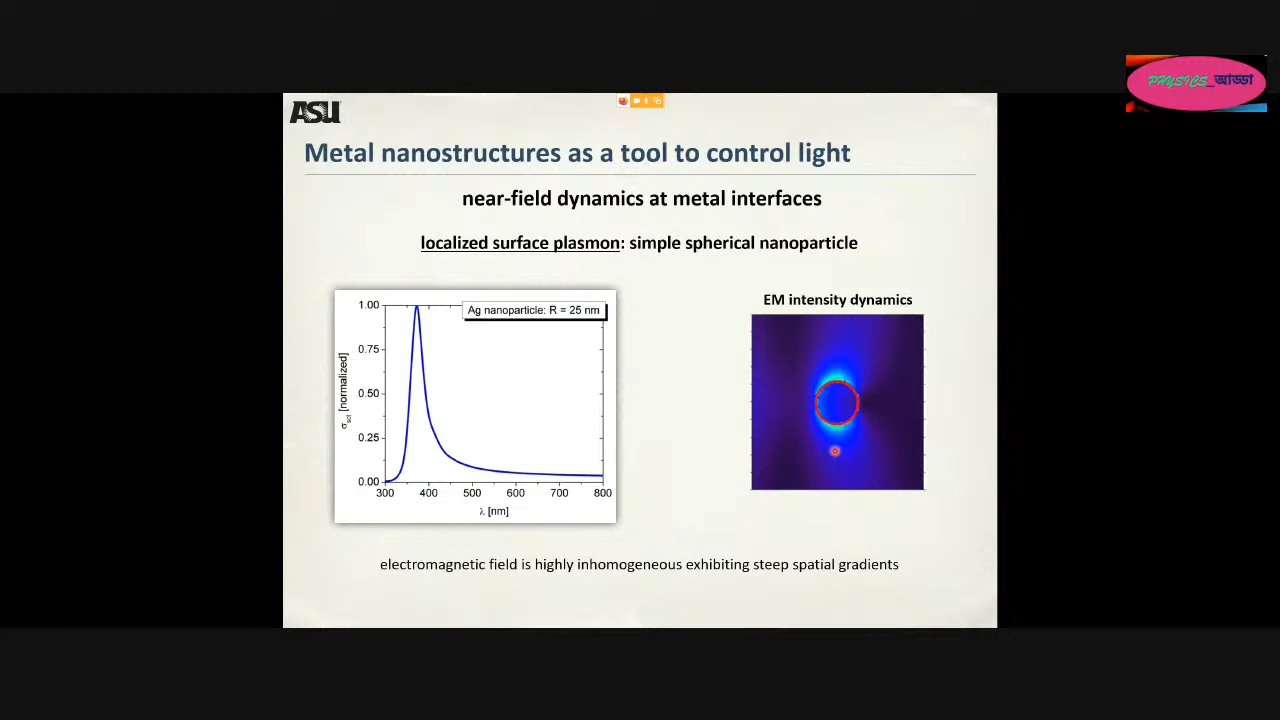 PHYSICS_আড্ডা
ASU
Metal nanostructures as a tool to control light
near-field dynamics at metal interfaces
localized surface plasmon: simple spherical nanoparticle
Ag nanoparticle: R = 25 nm
1.00
0.75
0.50
0.25
0.00
σsct [normalized]
300 400 500 600 700 800
λ [nm]
EM intensity dynamics
electromagnetic field is highly inhomogeneous exhibiting steep spatial gradients